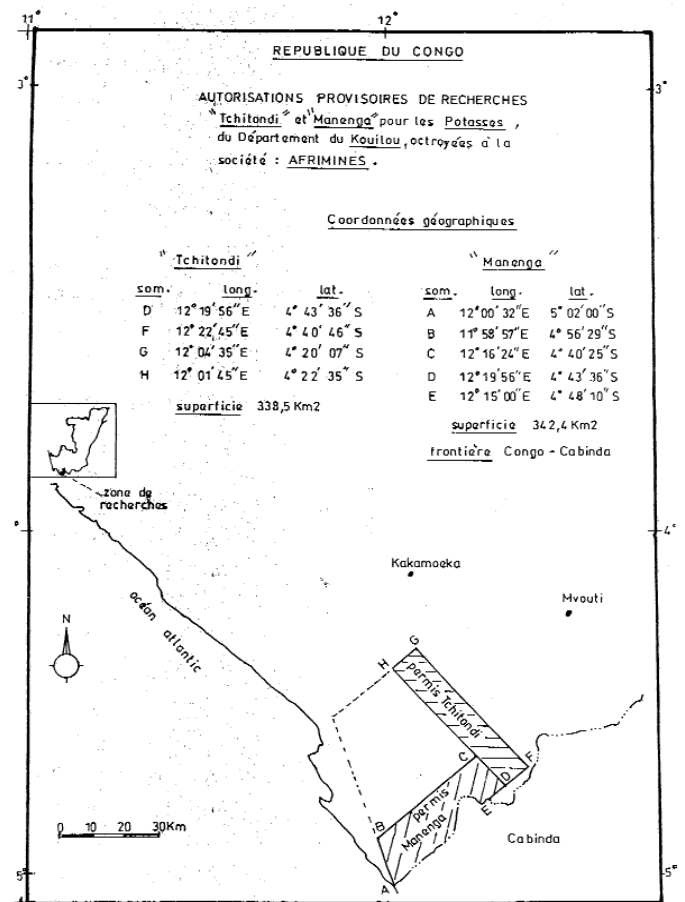 11°
12°
REPUBLIQUE DU CONGO
3°
3°
AUTORISATIONS PROVISOIRES DE RECHERCHES
"Tchitondi" et "Manenga" pour les Potasses,
du Département du Kouilou, octroyées à la
société : AFRIMINES.
Coordonnées géographiques
"Tchitondi"
som. long. lat.
D 12° 19' 56" E 4° 43' 36" S
F 12° 22' 45" E 4° 40' 46" S
G 12° 04' 35" E 4° 20' 07" S
H 12° 01' 45" E 4° 22' 35" S
superficie 338,5 Km2
"Manenga"
som. long. lat.
A 12° 00' 32" E 5° 02' 00" S
B 11° 58' 57" E 4° 56' 29" S
C 12° 16' 24" E 4° 40' 25" S
D 12° 19' 56" E 4° 43' 36" S
E 12° 15' 00" E 4° 48' 10" S
superficie 342,4 Km2
frontière Congo - Cabinda
zone de
recherches
4°
Kakamoeka
Mvouti
océan atlantic
N
G
H
permis Tchitondi
C
F
D
E
B
permis
Manenga
A
Cabinda
0 10 20 30Km
5°
5°